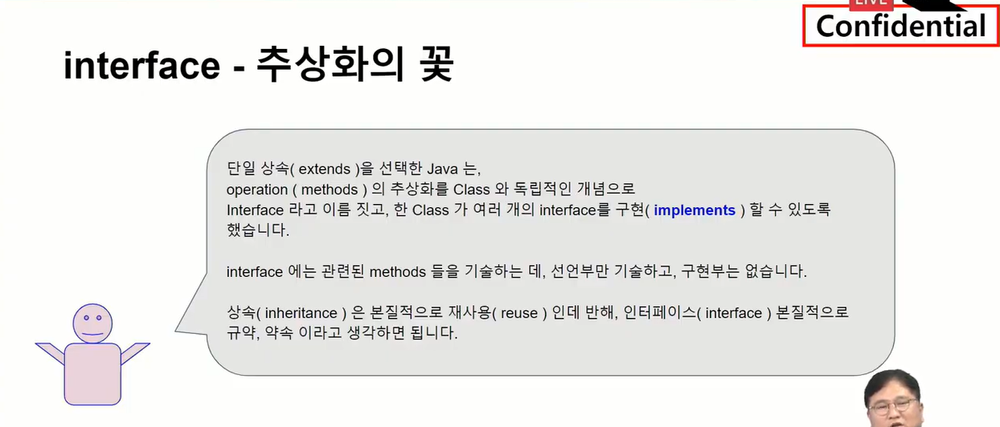 LIVE
Confidential
interface - 추상화의 꽃
단일 상속( extends )을 선택한 Java 는,
operation ( methods ) 의 추상화를 Class 와 독립적인 개념으로
Interface 라고 이름 짓고, 한 Class 가 여러 개의 interface를 구현( implements ) 할 수 있도록
했습니다.
interface 에는 관련된 methods 들을 기술하는 데, 선언부만 기술하고, 구현부는 없습니다.
상속( inheritance ) 은 본질적으로 재사용( reuse ) 인데 반해, 인터페이스( interface ) 본질적으로
규약, 약속 이라고 생각하면 됩니다.